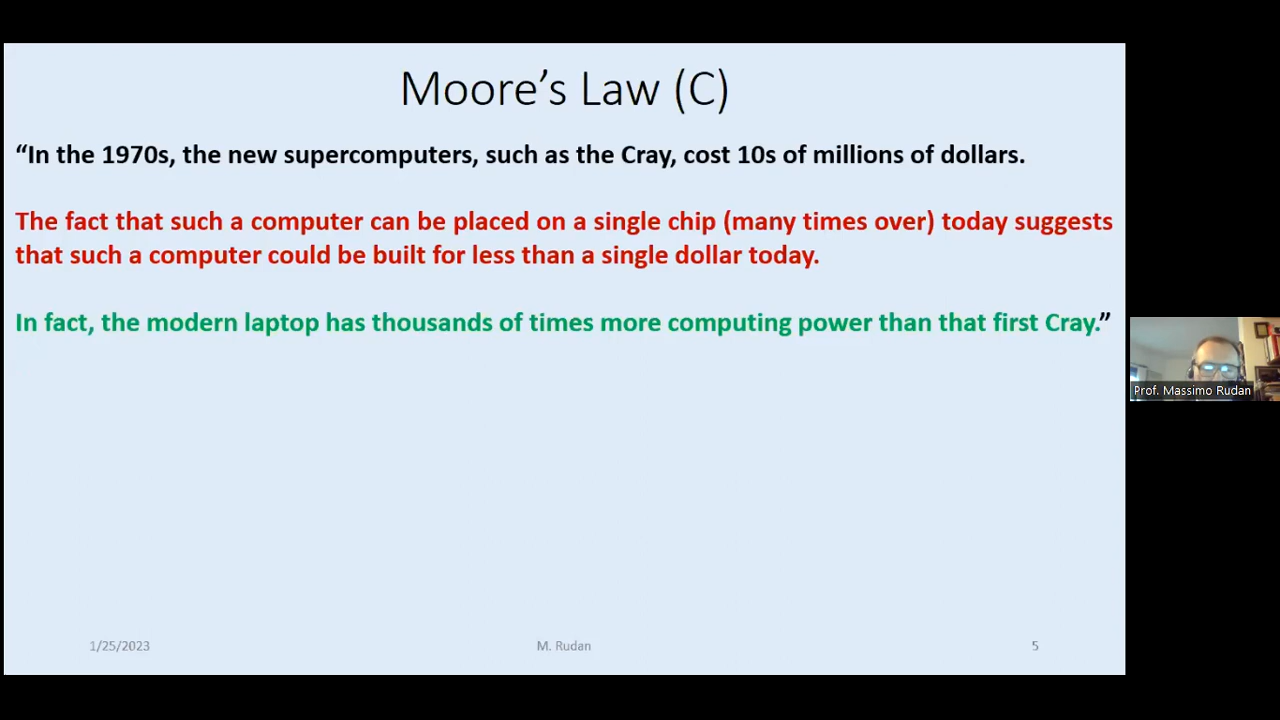 Moore’s Law (C)
“In the 1970s, the new supercomputers, such as the Cray, cost 10s of millions of dollars.
The fact that such a computer can be placed on a single chip (many times over) today suggests
that such a computer could be built for less than a single dollar today.
In fact, the modern laptop has thousands of times more computing power than that first Cray.”
Prof. Massimo Rudan
1/25/2023
M. Rudan
5